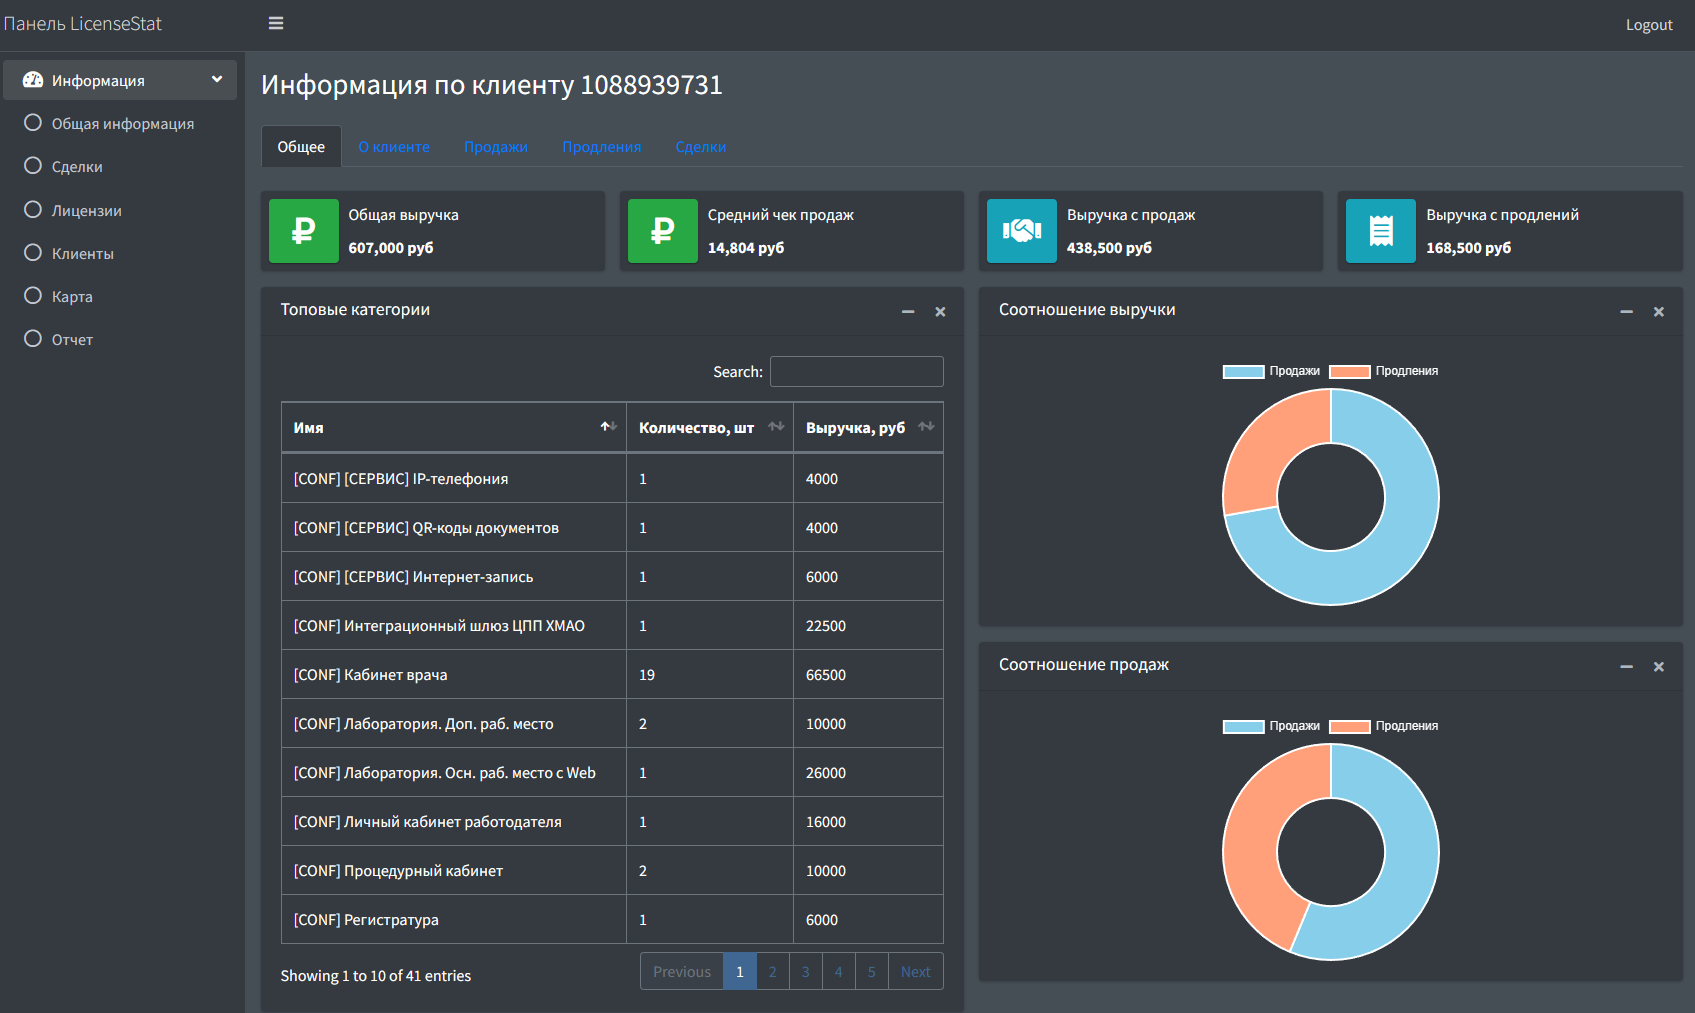 Панель LicenseStat
Logout
Информация
Общая информация
Сделки
Лицензии
Клиенты
Карта
Отчет
Информация по клиенту 1088939731
Общее О клиенте Продажи Продления Сделки
Общая выручка
607,000 руб
Средний чек продаж
14,804 руб
Выручка с продаж
438,500 руб
Выручка с продлений
168,500 руб
Топовые категории
Search:
Имя Количество, шт Выручка, руб
[CONF] [СЕРВИС] IP-телефония 1 4000
[CONF] [СЕРВИС] QR-коды документов 1 4000
[CONF] [СЕРВИС] Интернет-запись 1 6000
[CONF] Интеграционный шлюз ЦПП ХМАО 1 22500
[CONF] Кабинет врача 19 66500
[CONF] Лаборатория. Доп. раб. место 2 10000
[CONF] Лаборатория. Осн. раб. место с Web 1 26000
[CONF] Личный кабинет работодателя 1 16000
[CONF] Процедурный кабинет 2 10000
[CONF] Регистратура 1 6000
Showing 1 to 10 of 41 entries
Previous 1 2 3 4 5 Next
Соотношение выручки
Продажи Продления
Соотношение продаж
Продажи Продления